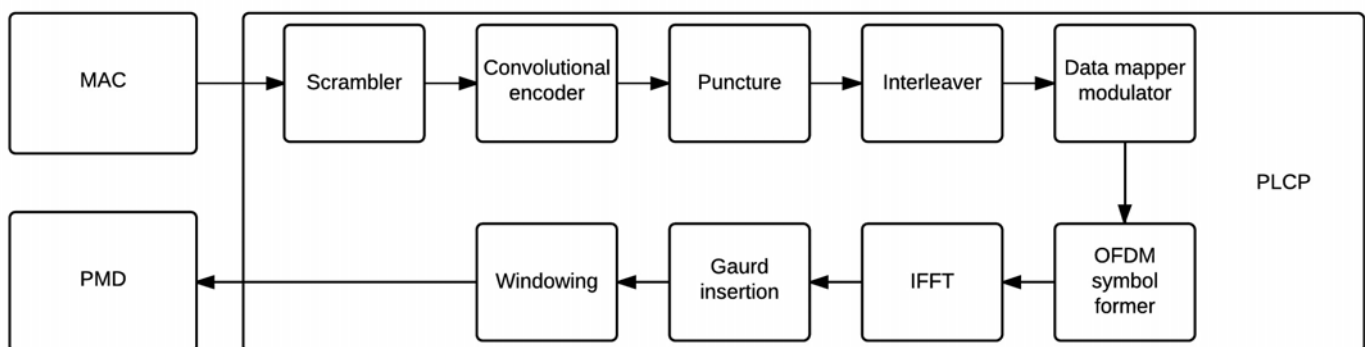 MAC
Scrambler
Convolutional
encoder
Puncture
Interleaver
Data mapper
modulator
PLCP
PMD
Windowing
Gaurd
insertion
IFFT
OFDM
symbol
former